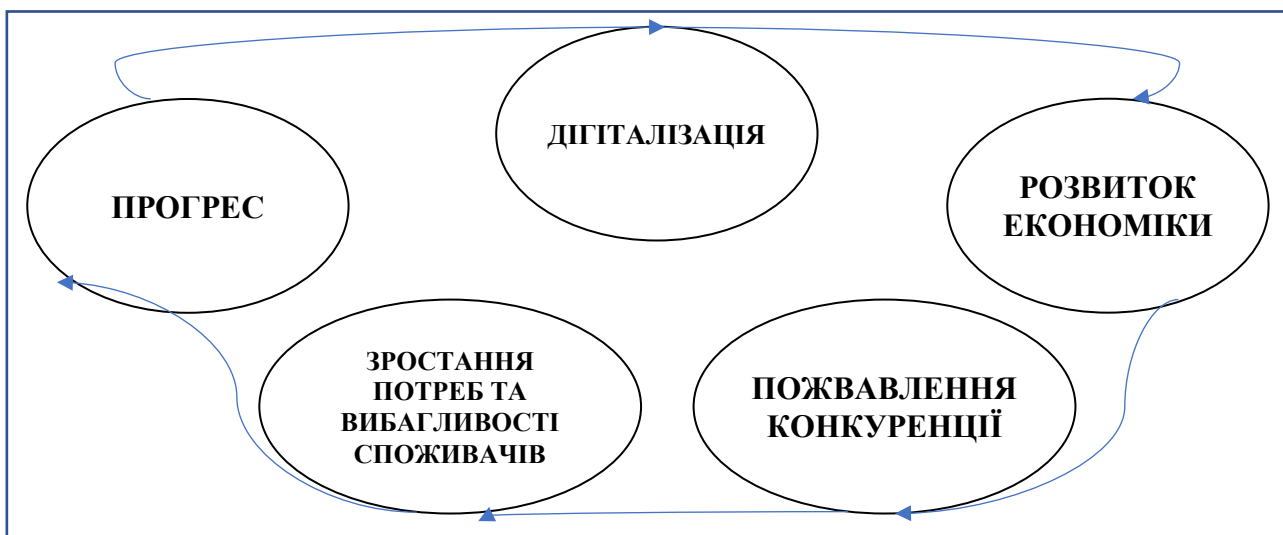 ДІГІТАЛІЗАЦІЯ
ПРОГРЕС
РОЗВИТОК
ЕКОНОМІКИ
ЗРОСТАННЯ
ПОТРЕБ ТА
ВИБАГЛИВОСТІ
СПОЖИВАЧІВ
ПОЖВАВЛЕННЯ
КОНКУРЕНЦІЇ